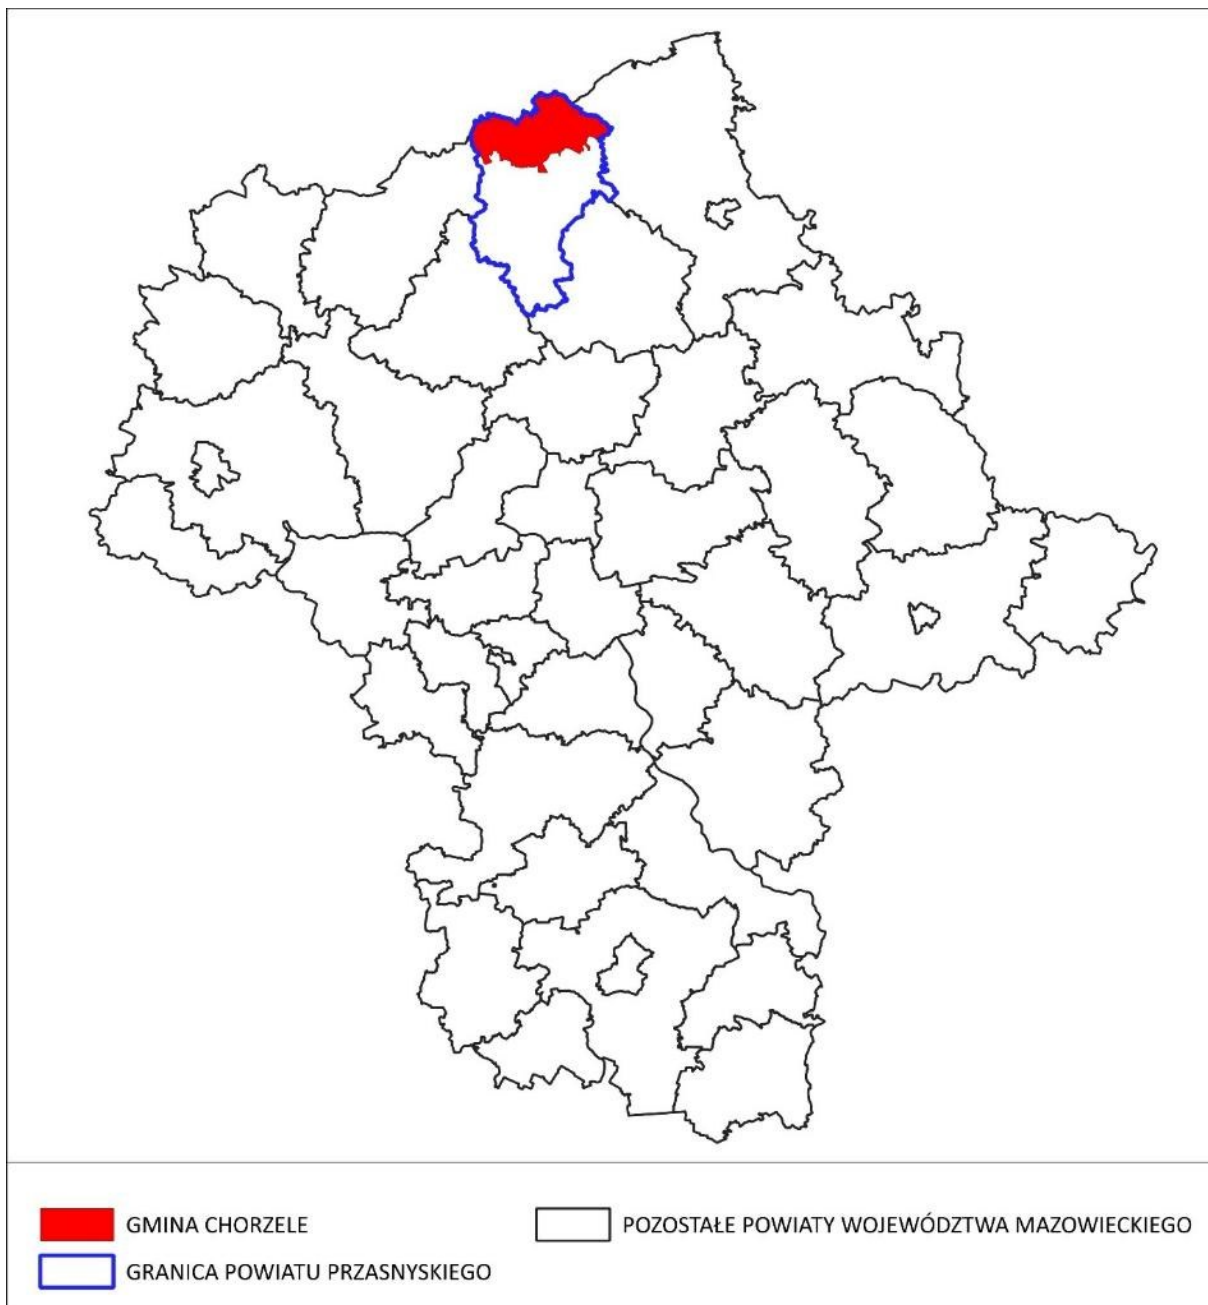 GMINA CHORZELE
POZOSTAŁE POWIATY WOJEWÓDZTWA MAZOWIECKIEGO
GRANICA POWIATU PRZASNYSKIEGO